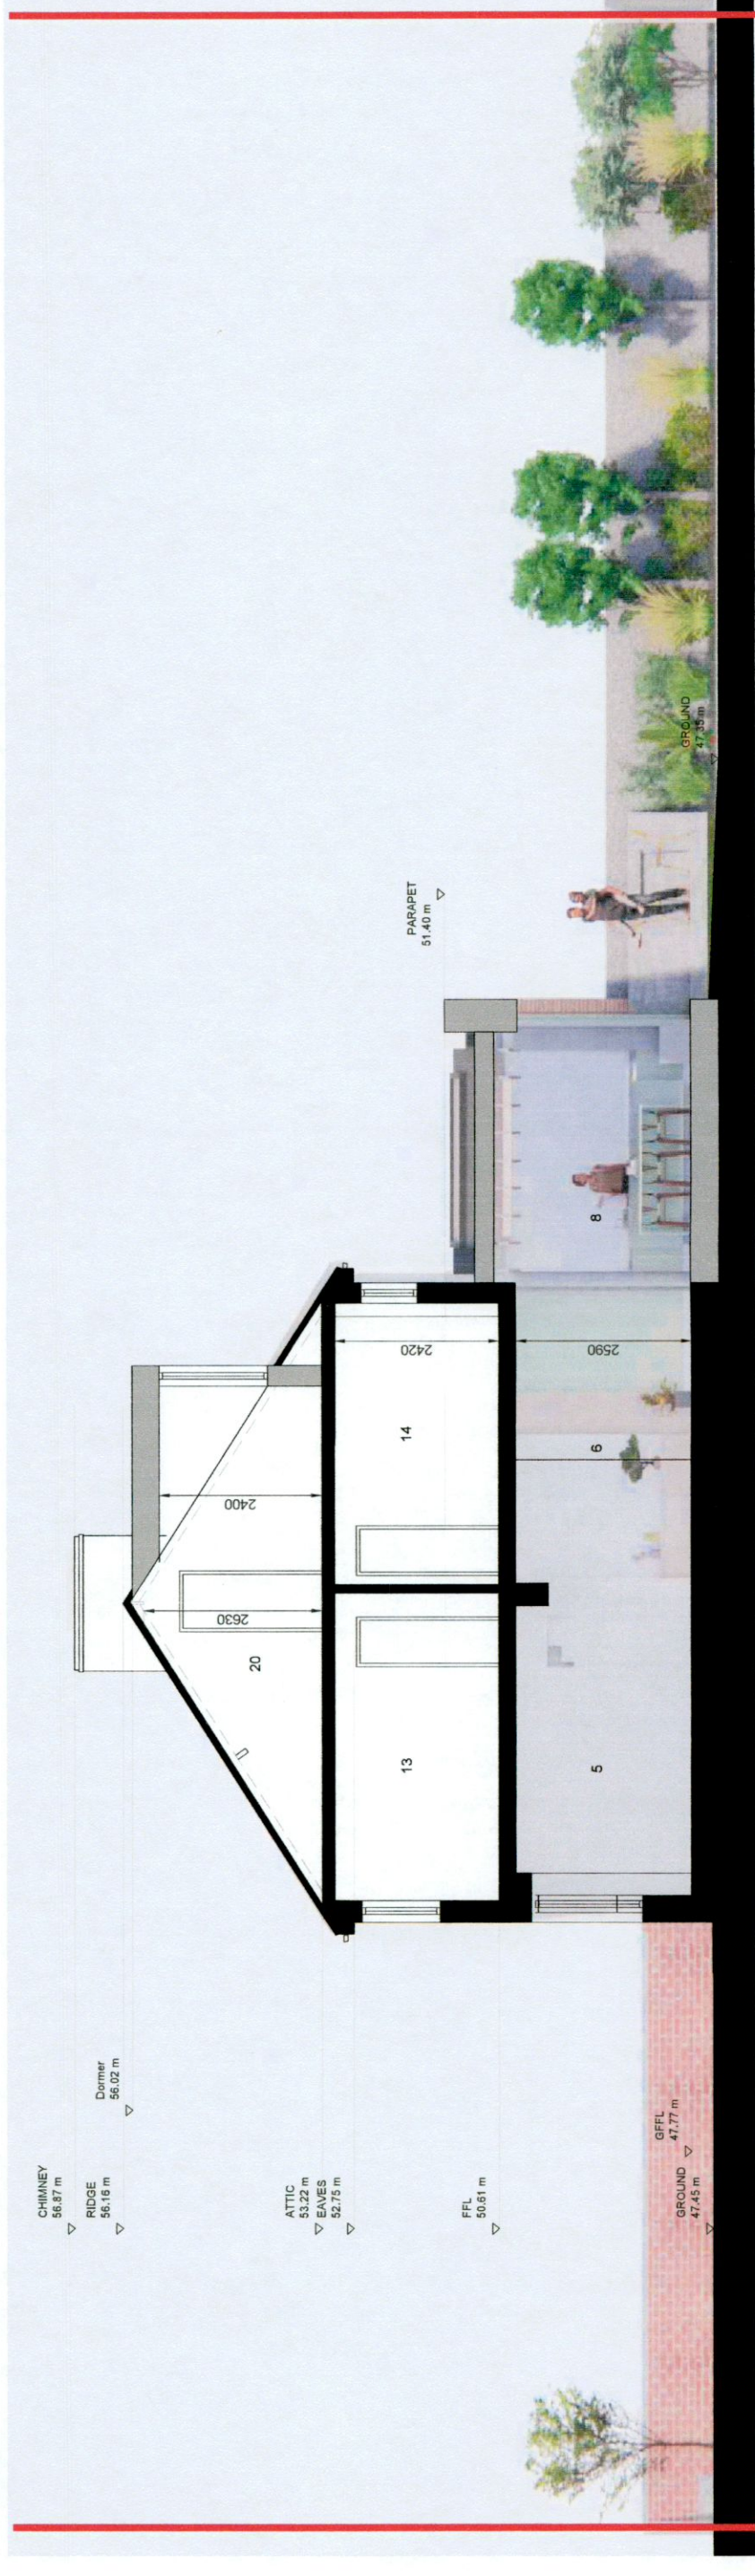 CHIMNEY
56.87 m
RIDGE
56.16 m
Dormer
56.02 m
ATTIC
53.22 m
EAVES
52.75 m
FFL
50.61 m
GFFL
47.77 m
GROUND
47.45 m
PARAPET
51.40 m
GROUND
47.35 m
2400
2630
20
2420
13
14
2590
5
6
8